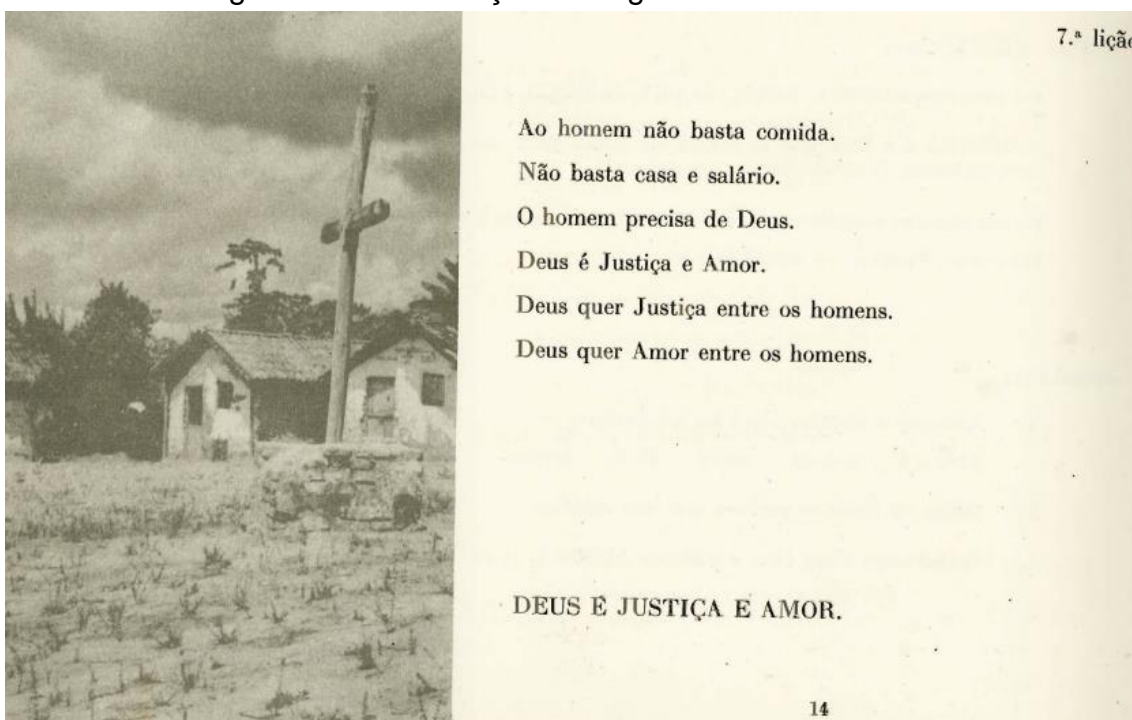 7.ª lição
Ao homem não basta comida.
Não basta casa e salário.
O homem precisa de Deus.
Deus é Justiça e Amor.
Deus quer Justiça entre os homens.
Deus quer Amor entre os homens.
DEUS É JUSTIÇA E AMOR.
14